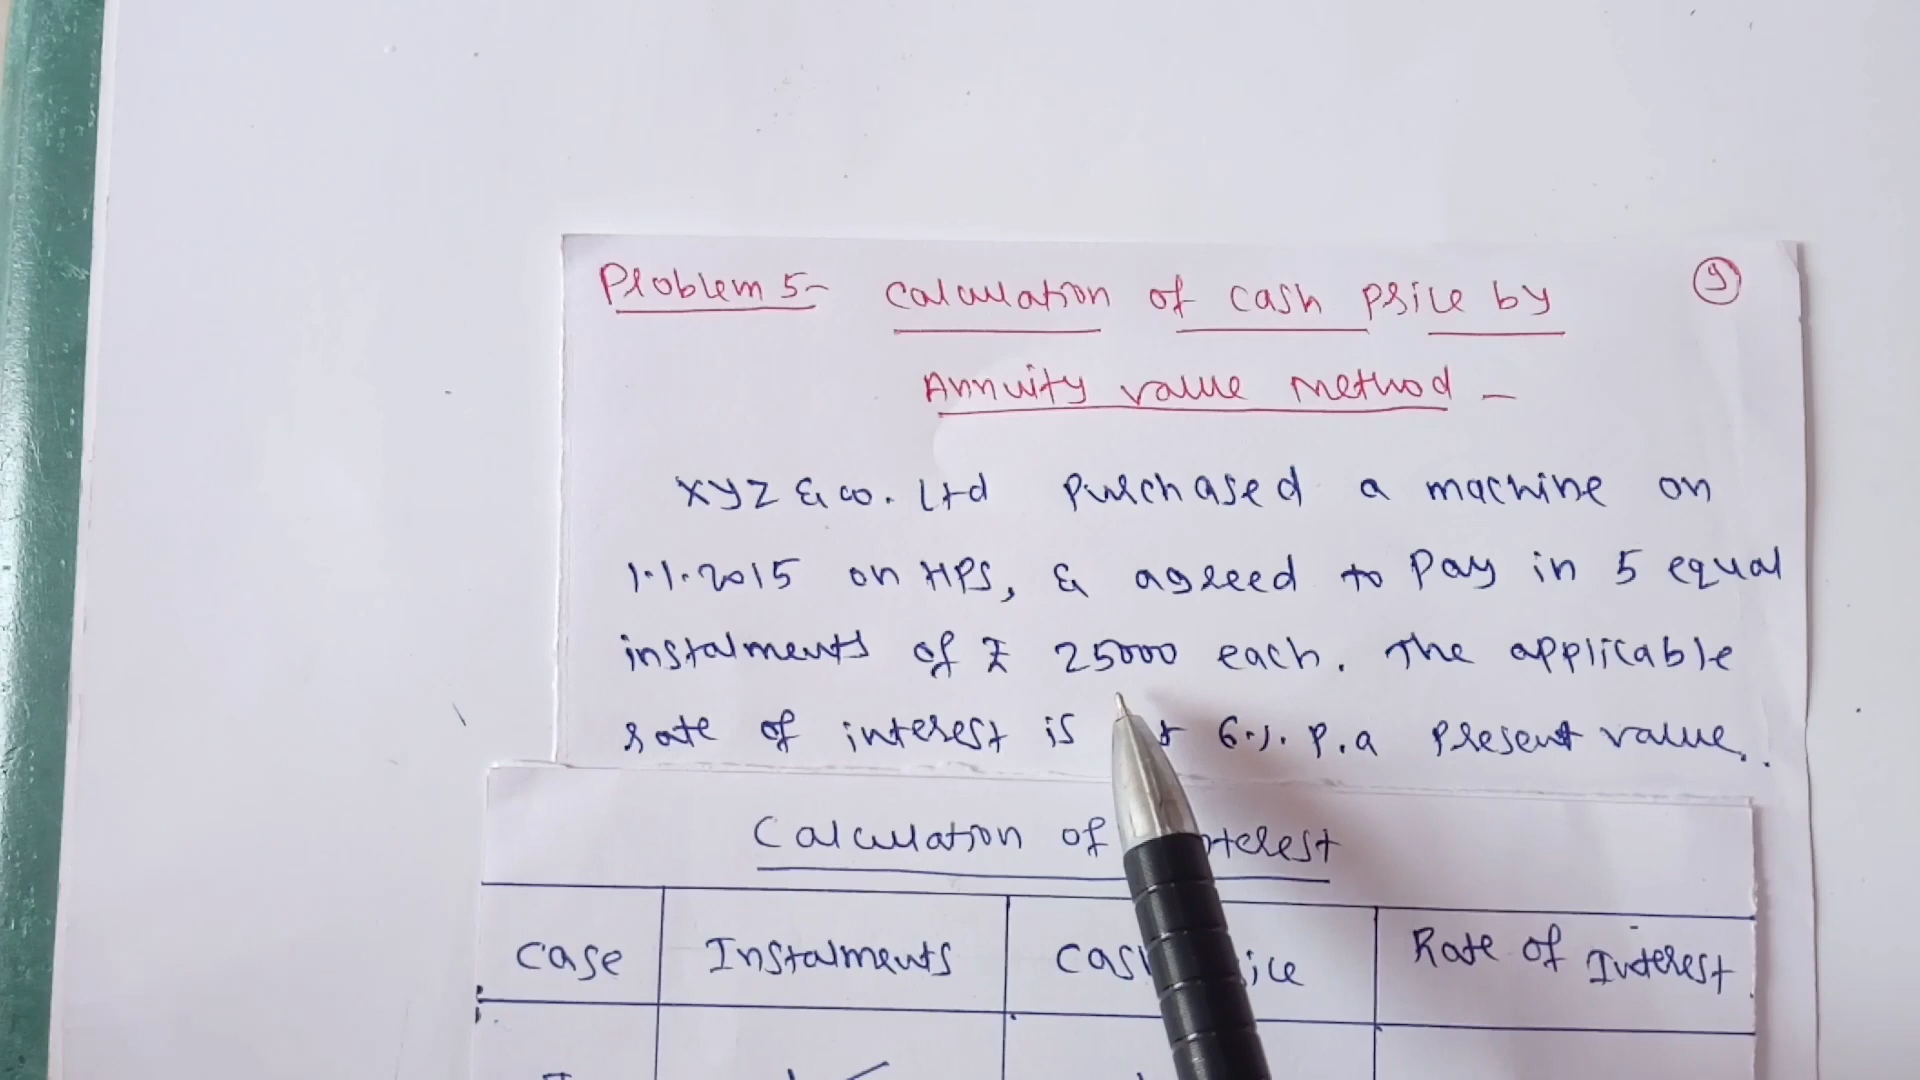 Problem 5- Calculation of cash price by
9
Annuity value method -
XYZ & co. Ltd purchased a machine on
1.1.2015 on HPS, & agreed to pay in 5 equal
instalments of ₹ 25000 each. The applicable
rate of interest is 6.%. p.a present value.
Calculation of
Case Instalments Rate of Interest